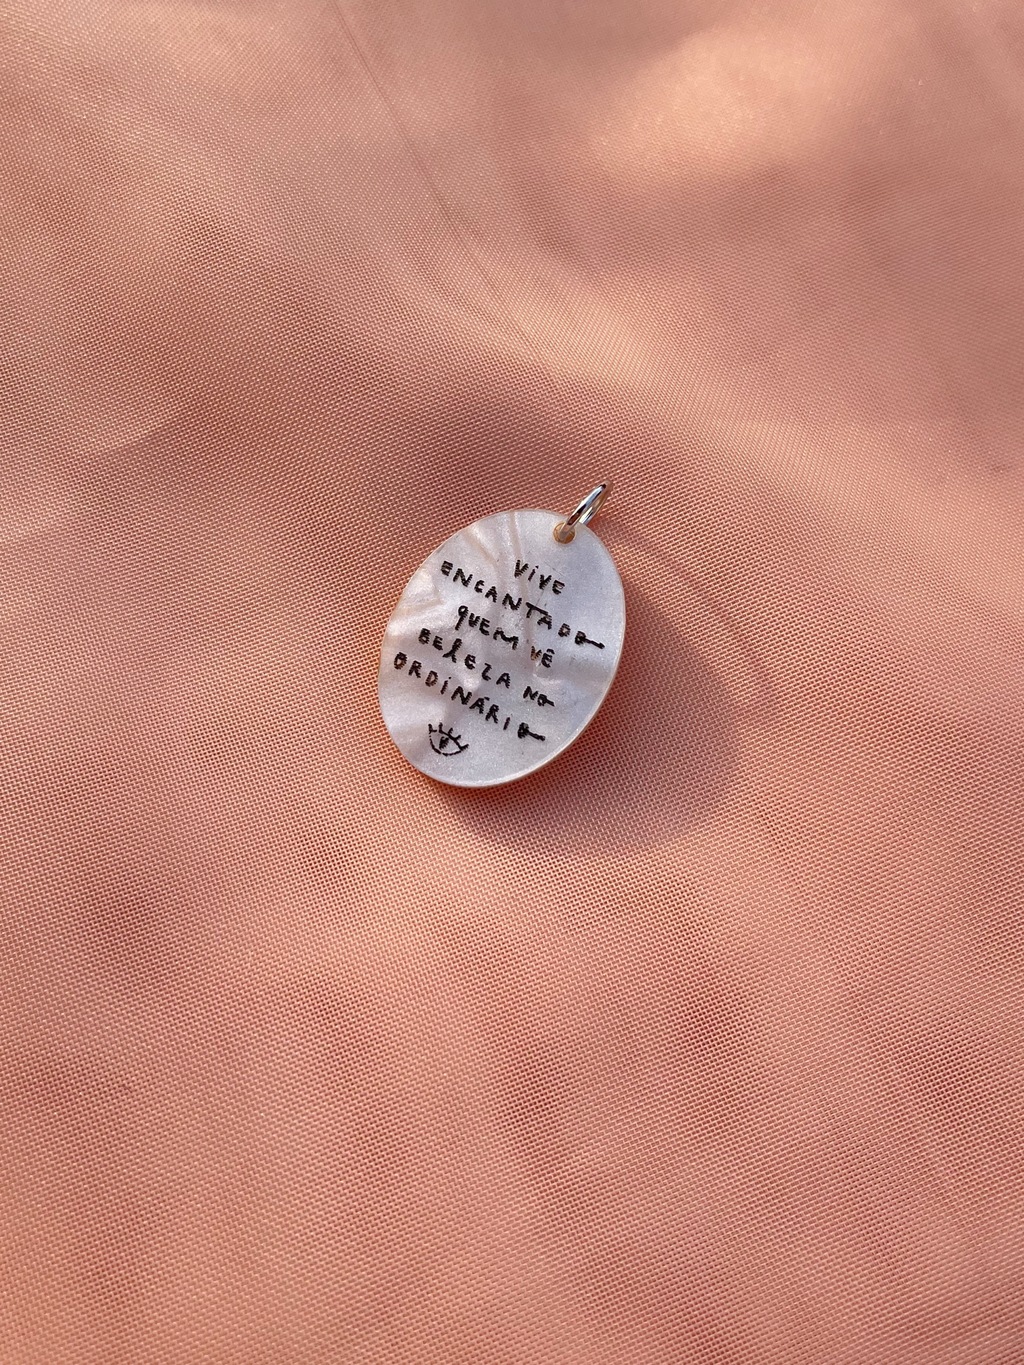 VIVE
ENCANTADO
QUEM VÊ
BELEZA NO
ORDINÁRIO